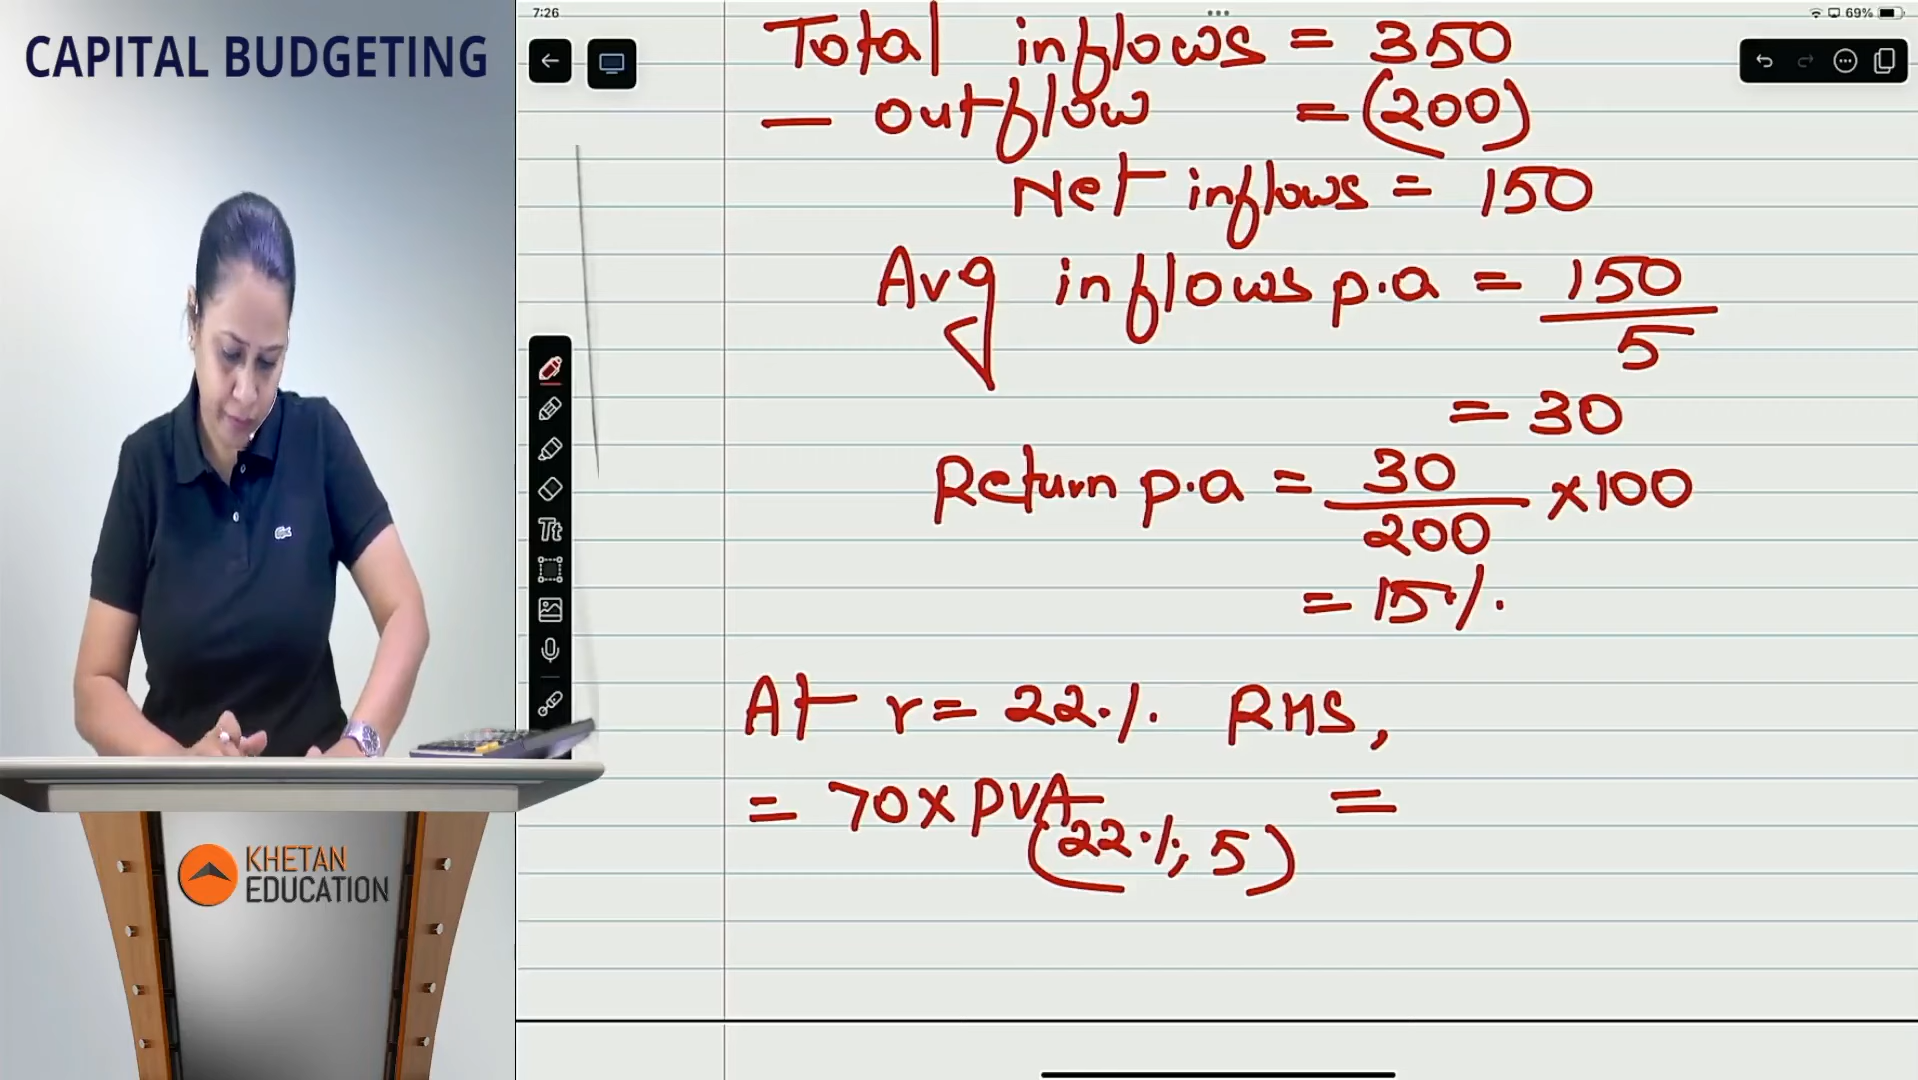 CAPITAL BUDGETING
7:26
69%
Total inflows = 350
— outflow = (200)
Net inflows = 150
Avg inflows p.a = 150
5
= 30
Return p.a = 30 × 100
200
= 15%
At r = 22% RHS,
= 70 × PVA (22%, 5) =
Tt
KHETAN
EDUCATION